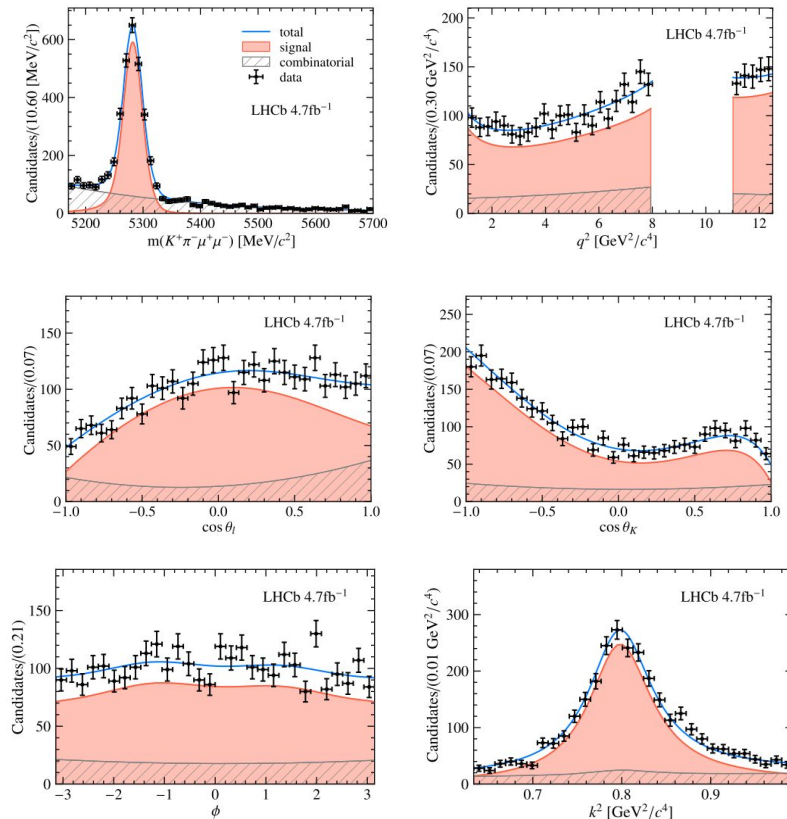 600
400
200
0
Candidates/(10.60 [MeV/c²]
total
signal
combinatorial
data
LHCb 4.7fb⁻¹
5200 5300 5400 5500 5600 5700
m(K⁺π⁻μ⁺μ⁻) [MeV/c²]
200
150
100
50
0
Candidates/(0.30 GeV²/c⁴)
LHCb 4.7fb⁻¹
2 4 6 8 10 12
q² [GeV²/c⁴]
150
100
50
0
Candidates/(0.07)
LHCb 4.7fb⁻¹
−1.0 −0.5 0.0 0.5 1.0
cos θₗ
250
200
150
100
50
0
Candidates/(0.07)
LHCb 4.7fb⁻¹
−1.0 −0.5 0.0 0.5 1.0
cos θ_K
150
100
50
0
Candidates/(0.21)
LHCb 4.7fb⁻¹
−3 −2 −1 0 1 2 3
ϕ
300
200
100
0
Candidates/(0.01 GeV²/c⁴)
LHCb 4.7fb⁻¹
0.7 0.8 0.9
k² [GeV²/c⁴]